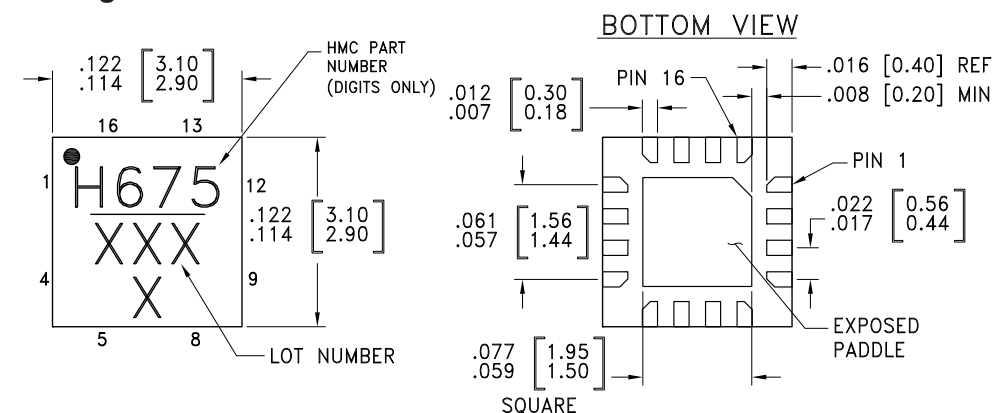 BOTTOM VIEW
.122 [3.10]
.114 [2.90]
HMC PART
NUMBER
(DIGITS ONLY)
16 13
1 12
4 9
5 8
H675
XXX
X
.122 [3.10]
.114 [2.90]
LOT NUMBER
.012 [0.30]
.007 [0.18]
PIN 16
.016 [0.40] REF
.008 [0.20] MIN
PIN 1
.061 [1.56]
.057 [1.44]
.022 [0.56]
.017 [0.44]
EXPOSED
PADDLE
.077 [1.95]
.059 [1.50]
SQUARE